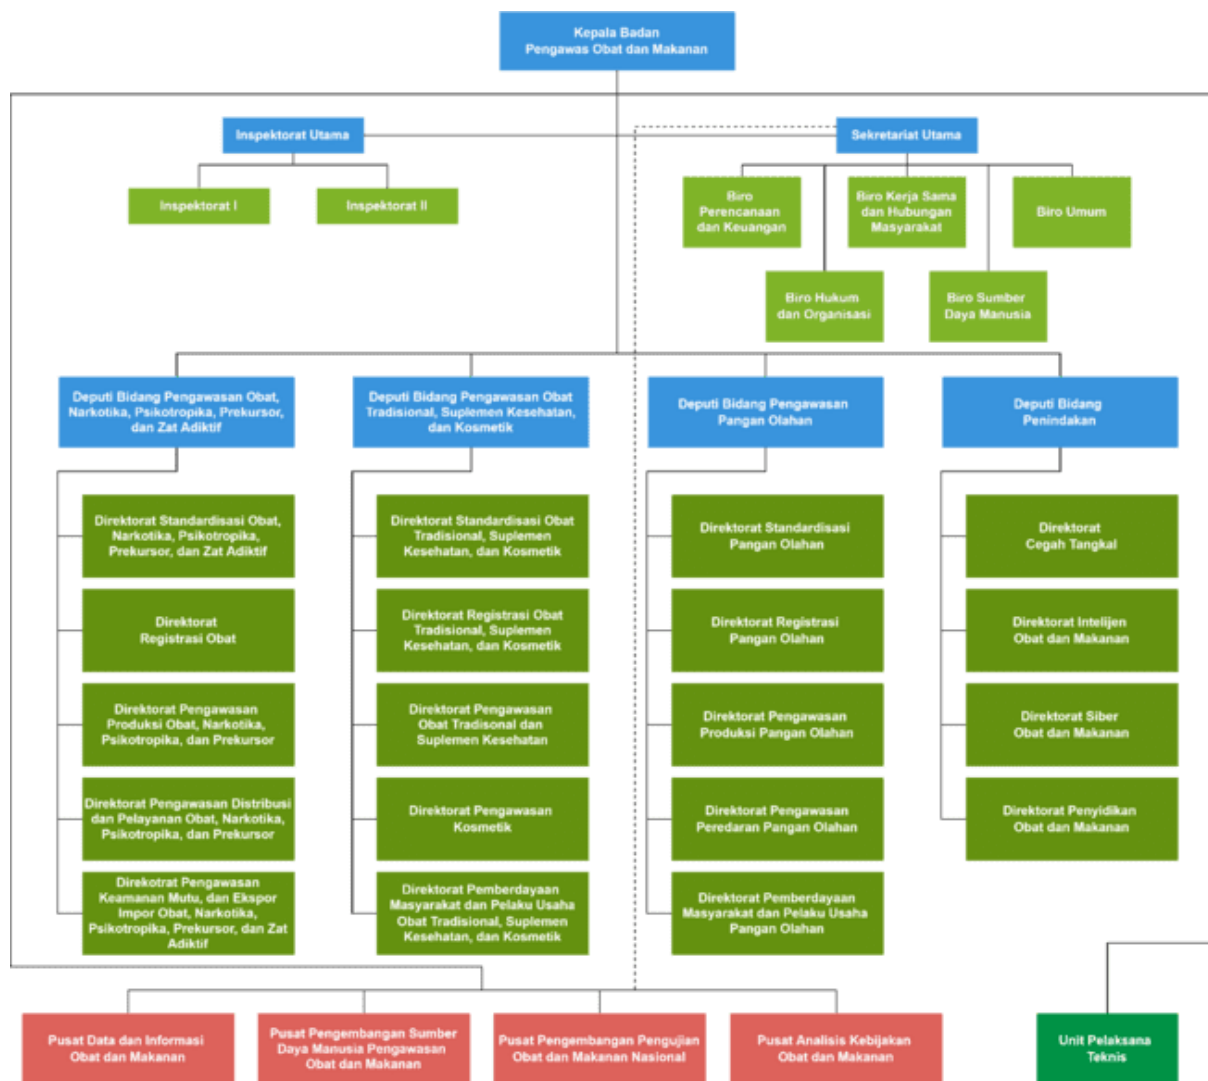 Kepala Badan
Pengawas Obat dan Makanan
Inspektorat Utama
Sekretariat Utama
Inspektorat I
Inspektorat II
Biro
Perencanaan
dan Keuangan
Biro Kerja Sama
dan Hubungan
Masyarakat
Biro Umum
Biro Hukum
dan Organisasi
Biro Sumber
Daya Manusia
Deputi Bidang Pengawasan Obat,
Narkotika, Psikotropika, Prekursor,
dan Zat Adiktif
Deputi Bidang Pengawasan Obat
Tradisional, Suplemen Kesehatan,
dan Kosmetik
Deputi Bidang Pengawasan
Pangan Olahan
Deputi Bidang
Penindakan
Direktorat Standardisasi Obat,
Narkotika, Psikotropika,
Prekursor, dan Zat Adiktif
Direktorat Standardisasi Obat
Tradisional, Suplemen
Kesehatan, dan Kosmetik
Direktorat Standardisasi
Pangan Olahan
Direktorat
Cegah Tangkal
Direktorat
Registrasi Obat
Direktorat Registrasi Obat
Tradisional, Suplemen
Kesehatan, dan Kosmetik
Direktorat Registrasi
Pangan Olahan
Direktorat Intelijen
Obat dan Makanan
Direktorat Pengawasan
Produksi Obat, Narkotika,
Psikotropika, dan Prekursor
Direktorat Pengawasan
Obat Tradisonal dan
Suplemen Kesehatan
Direktorat Pengawasan
Produksi Pangan Olahan
Direktorat Siber
Obat dan Makanan
Direktorat Pengawasan Distribusi
dan Pelayanan Obat, Narkotika,
Psikotropika, dan Prekursor
Direktorat Pengawasan
Kosmetik
Direktorat Pengawasan
Peredaran Pangan Olahan
Direktorat Penyidikan
Obat dan Makanan
Direkotrat Pengawasan
Keamanan Mutu, dan Ekspor
Impor Obat, Narkotika,
Psikotropika, Prekursor, dan Zat
Adiktif
Direktorat Pemberdayaan
Masyarakat dan Pelaku Usaha
Obat Tradisional, Suplemen
Kesehatan, dan Kosmetik
Direktorat Pemberdayaan
Masyarakat dan Pelaku Usaha
Pangan Olahan
Pusat Data dan Informasi
Obat dan Makanan
Pusat Pengembangan Sumber
Daya Manusia Pengawasan
Obat dan Makanan
Pusat Pengembangan Pengujian
Obat dan Makanan Nasional
Pusat Analisis Kebijakan
Obat dan Makanan
Unit Pelaksana
Teknis